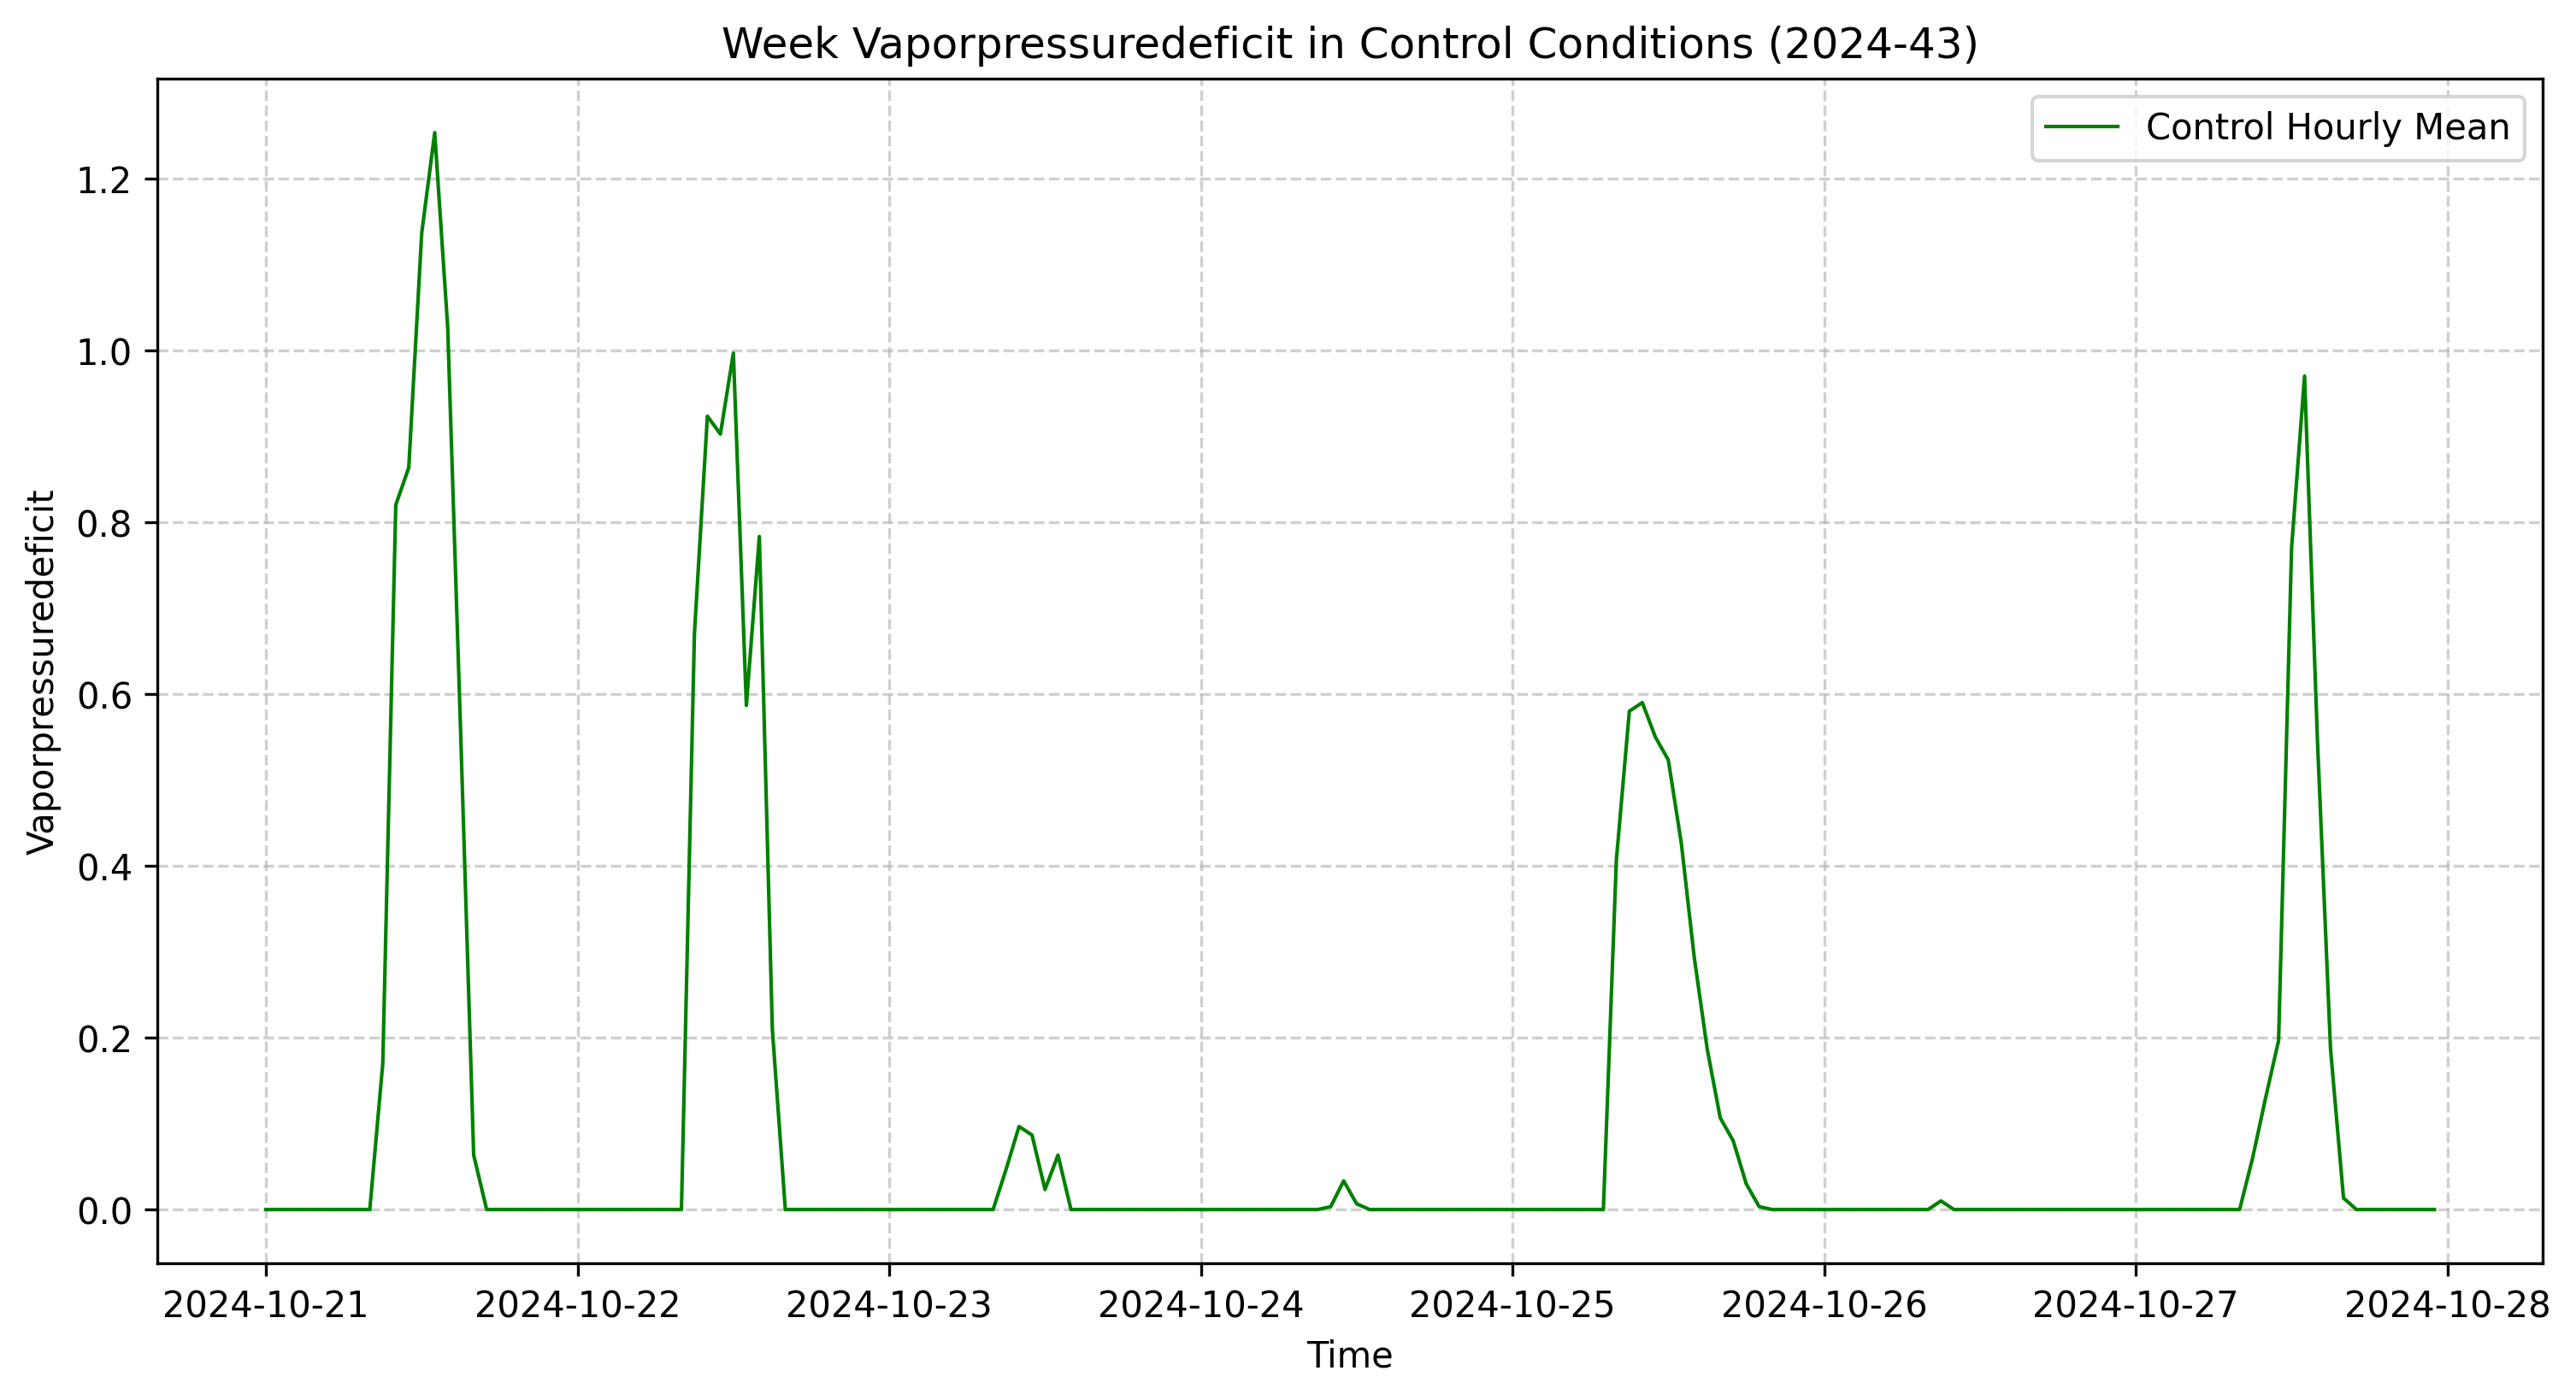 Week Vaporpressuredeficit in Control Conditions (2024-43)
Control Hourly Mean
Vaporpressuredeficit
1.2
1.0
0.8
0.6
0.4
0.2
0.0
2024-10-21 2024-10-22 2024-10-23 2024-10-24 2024-10-25 2024-10-26 2024-10-27 2024-10-28
Time